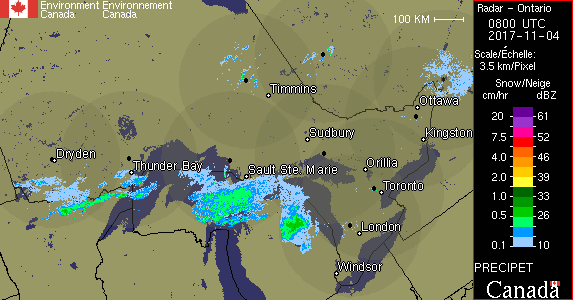 Environment Environnement
Canada Canada
100 KM
Timmins
Ottawa
Sudbury
Kingston
Dryden
Thunder Bay
Sault Ste. Marie
Orillia
Toronto
London
Windsor
Radar - Ontario
0800 UTC
2017-11-04
Scale/Échelle:
3.5 km/Pixel
Snow/Neige
cm/hr dBZ
20 61
7.5 52
4.0 46
2.0 39
1.0 33
0.5 26
0.1 10
PRECIPET
Canada